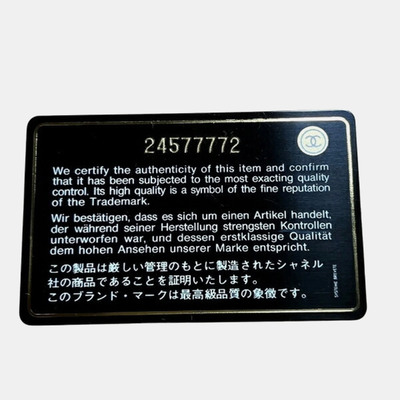 24577772
We certify the authenticity of this item and confirm
that it has been subjected to the most exacting quality
control. Its high quality is a symbol of the fine reputation
of the Trademark.
Wir bestätigen, dass es sich um einen Artikel handelt,
der während seiner Herstellung strengsten Kontrollen
unterworfen war, und dessen erstklassige Qualität
dem hohen Ansehen unserer Marke entspricht.
この製品は厳しい管理のもとに製造されたシャネル
社の商品であることを証明いたします。
このブランド・マークは最高級品質の象徴です。
SYSTEME BREVETE